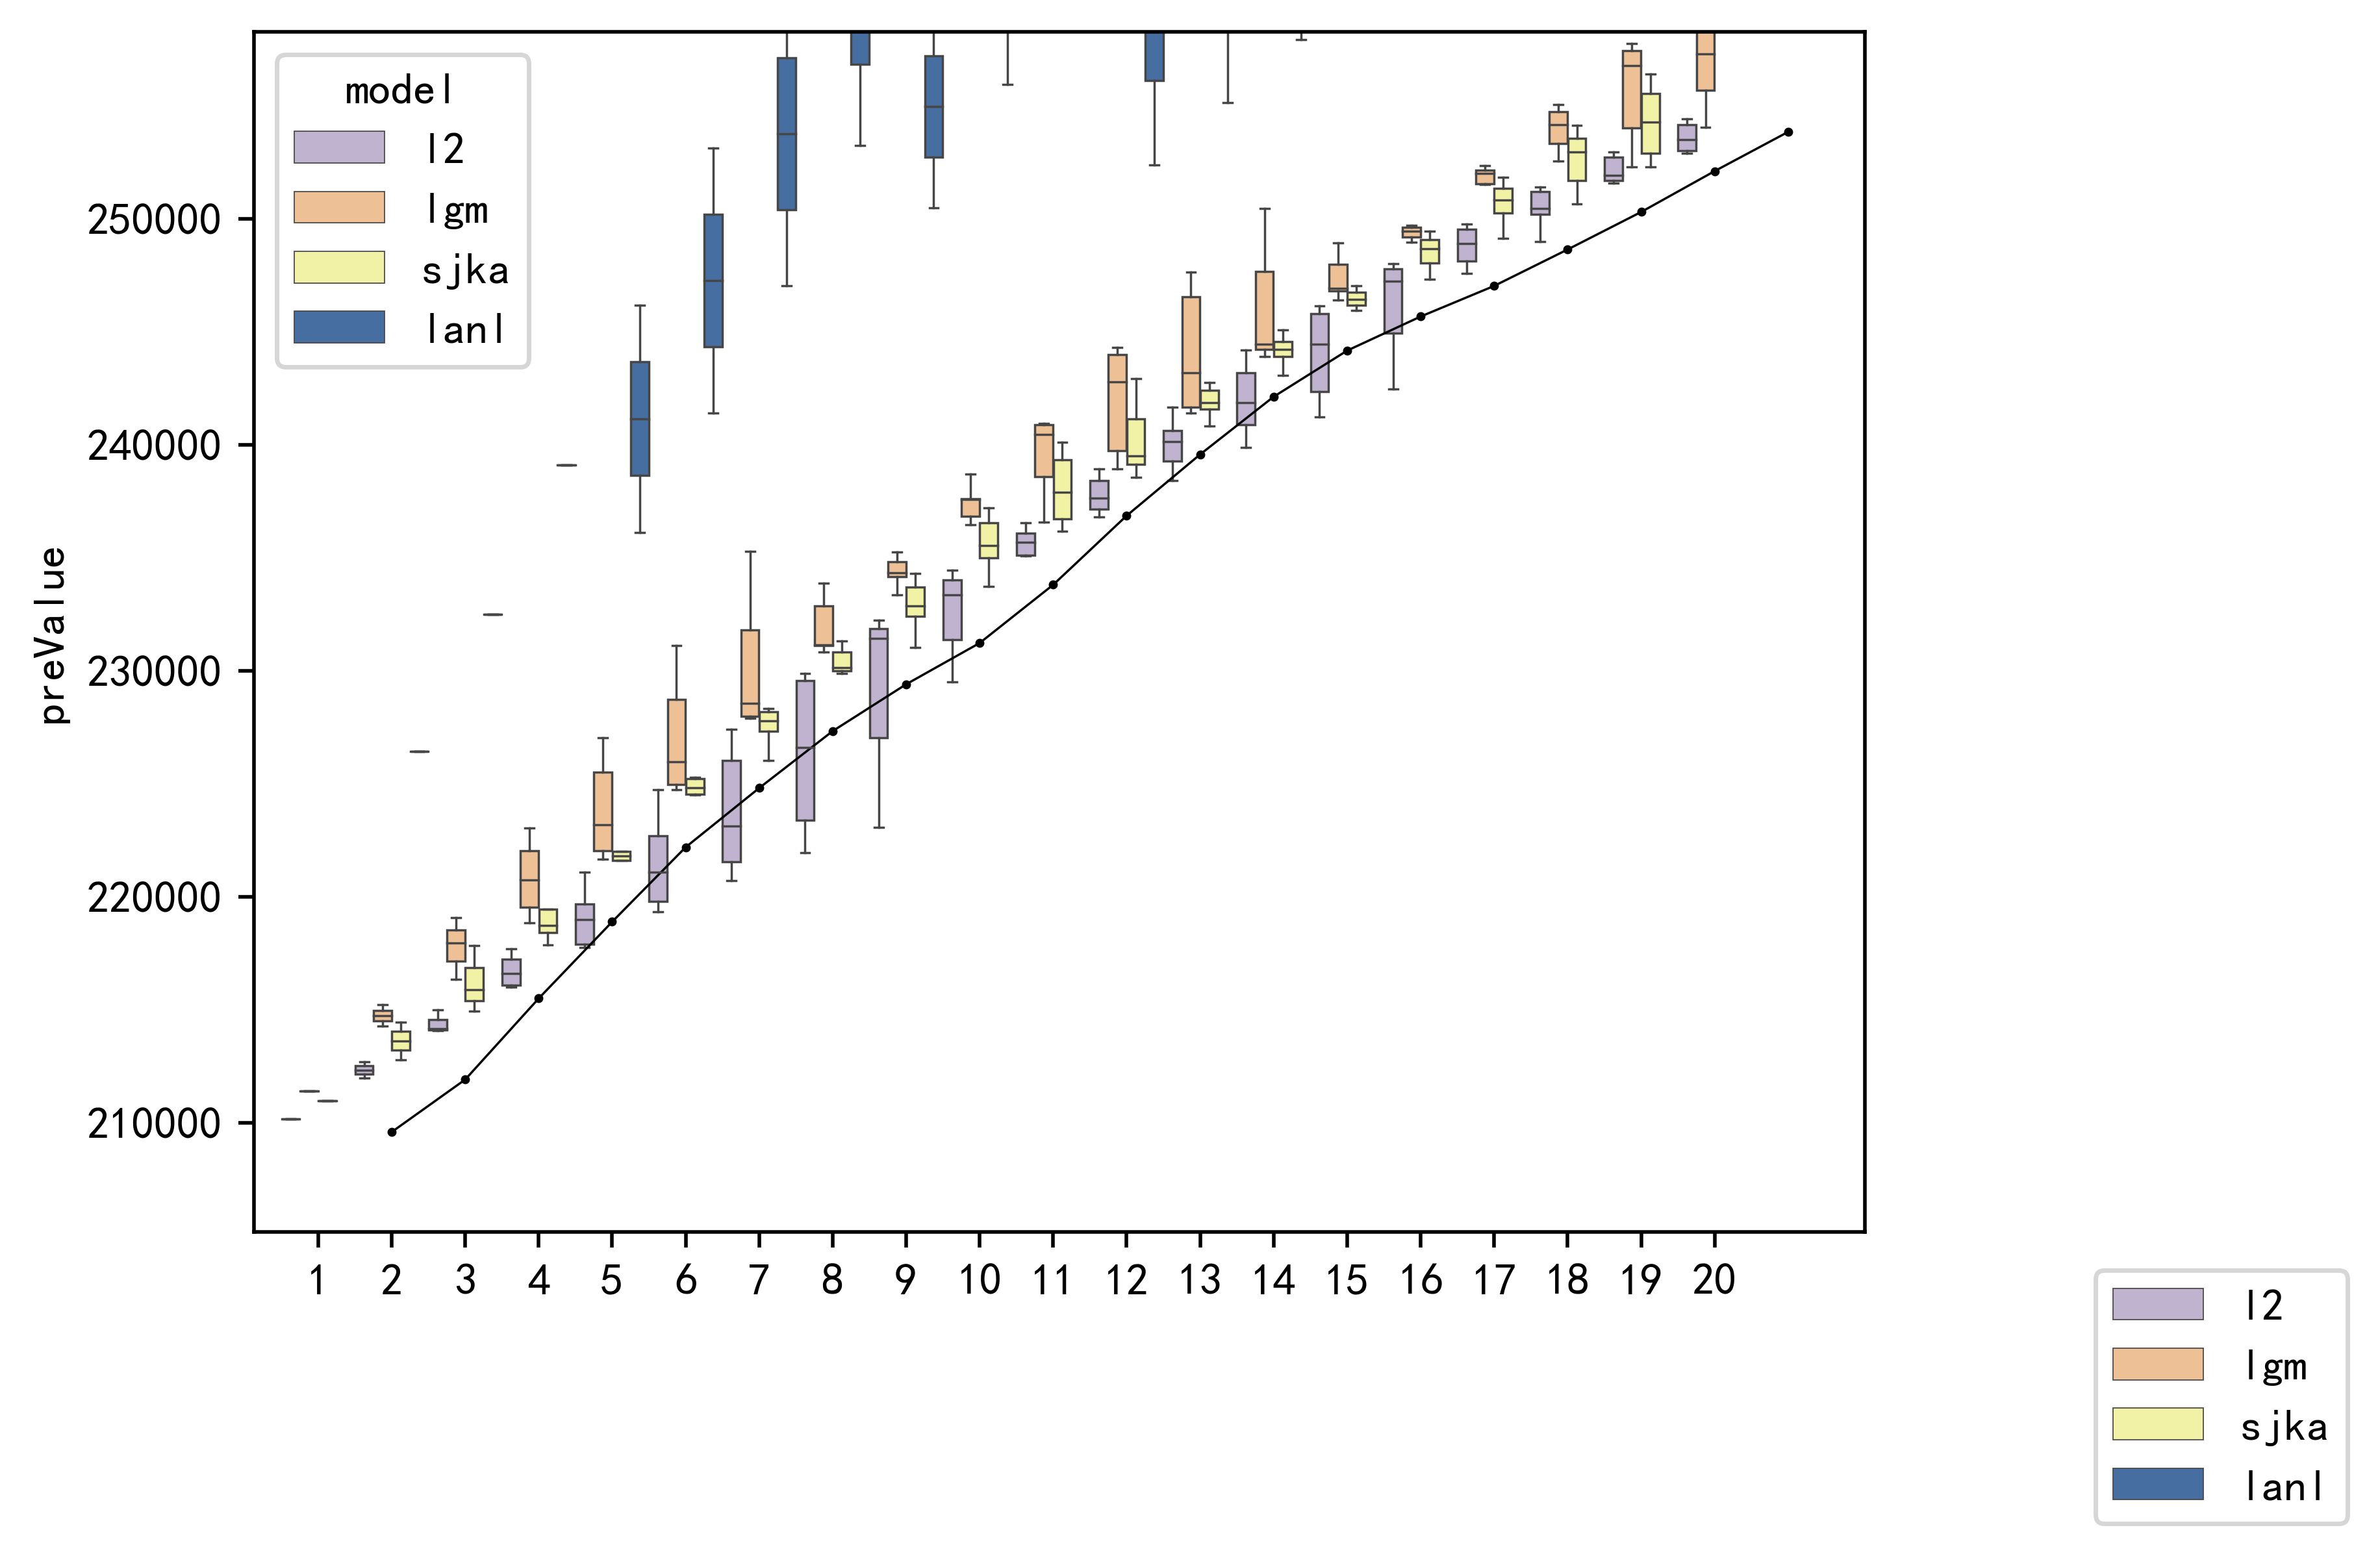 model
l2
lgm
sjka
lanl
preValue
250000
240000
230000
220000
210000
1 2 3 4 5 6 7 8 9 10 11 12 13 14 15 16 17 18 19 20
l2
lgm
sjka
lanl